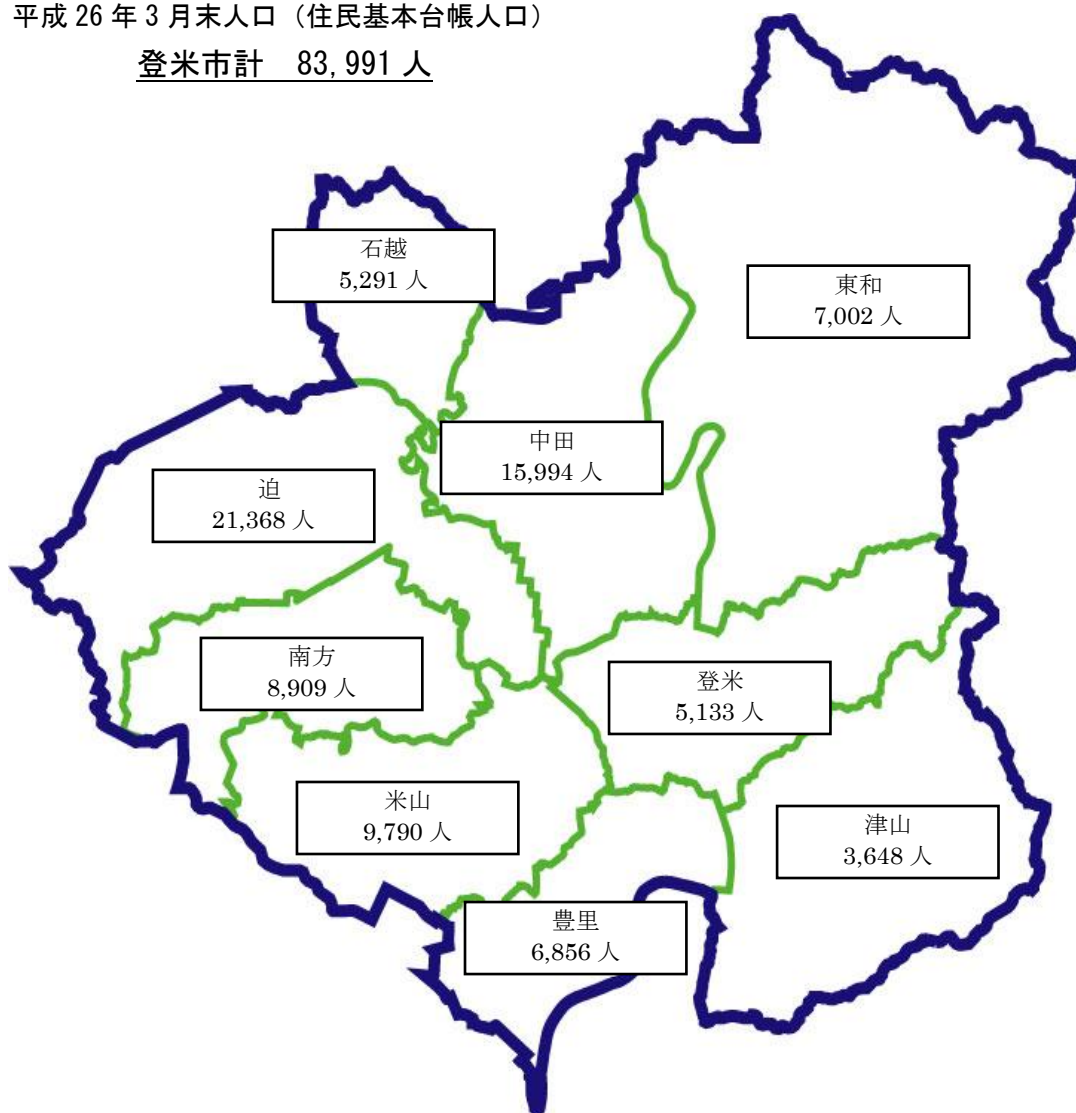 平成 26 年 3 月末人口（住民基本台帳人口）
登米市計　83,991 人
石越
5,291 人
東和
7,002 人
中田
15,994 人
迫
21,368 人
南方
8,909 人
登米
5,133 人
米山
9,790 人
津山
3,648 人
豊里
6,856 人